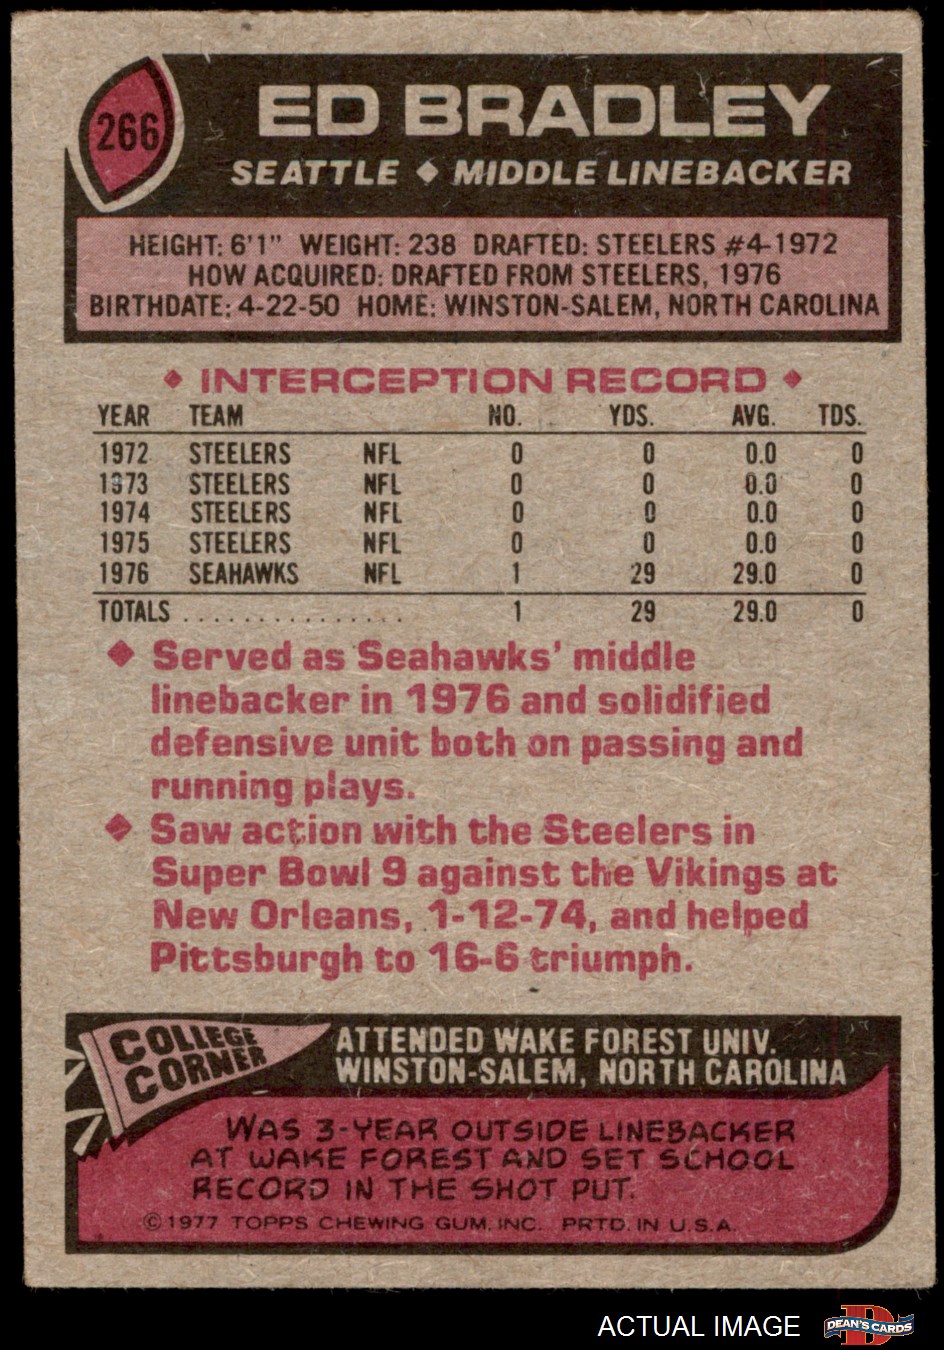 266
ED BRADLEY
SEATTLE ◆ MIDDLE LINEBACKER
HEIGHT: 6'1" WEIGHT: 238 DRAFTED: STEELERS #4-1972
HOW ACQUIRED: DRAFTED FROM STEELERS, 1976
BIRTHDATE: 4-22-50 HOME: WINSTON-SALEM, NORTH CAROLINA
◆ INTERCEPTION RECORD ◆
YEAR TEAM NO. YDS. AVG. TDS.
1972 STEELERS NFL 0 0 0.0 0
1973 STEELERS NFL 0 0 0.0 0
1974 STEELERS NFL 0 0 0.0 0
1975 STEELERS NFL 0 0 0.0 0
1976 SEAHAWKS NFL 1 29 29.0 0
TOTALS . . . . . . . . . . . . . . . 1 29 29.0 0
◆ Served as Seahawks' middle
linebacker in 1976 and solidified
defensive unit both on passing and
running plays.
◆ Saw action with the Steelers in
Super Bowl 9 against the Vikings at
New Orleans, 1-12-74, and helped
Pittsburgh to 16-6 triumph.
COLLEGE
CORNER
ATTENDED WAKE FOREST UNIV.
WINSTON-SALEM, NORTH CAROLINA
WAS 3-YEAR OUTSIDE LINEBACKER
AT WAKE FOREST AND SET SCHOOL
RECORD IN THE SHOT PUT.
© 1977 TOPPS CHEWING GUM, INC. PRTD. IN U.S.A.
ACTUAL IMAGE
D
DEAN'S CARDS